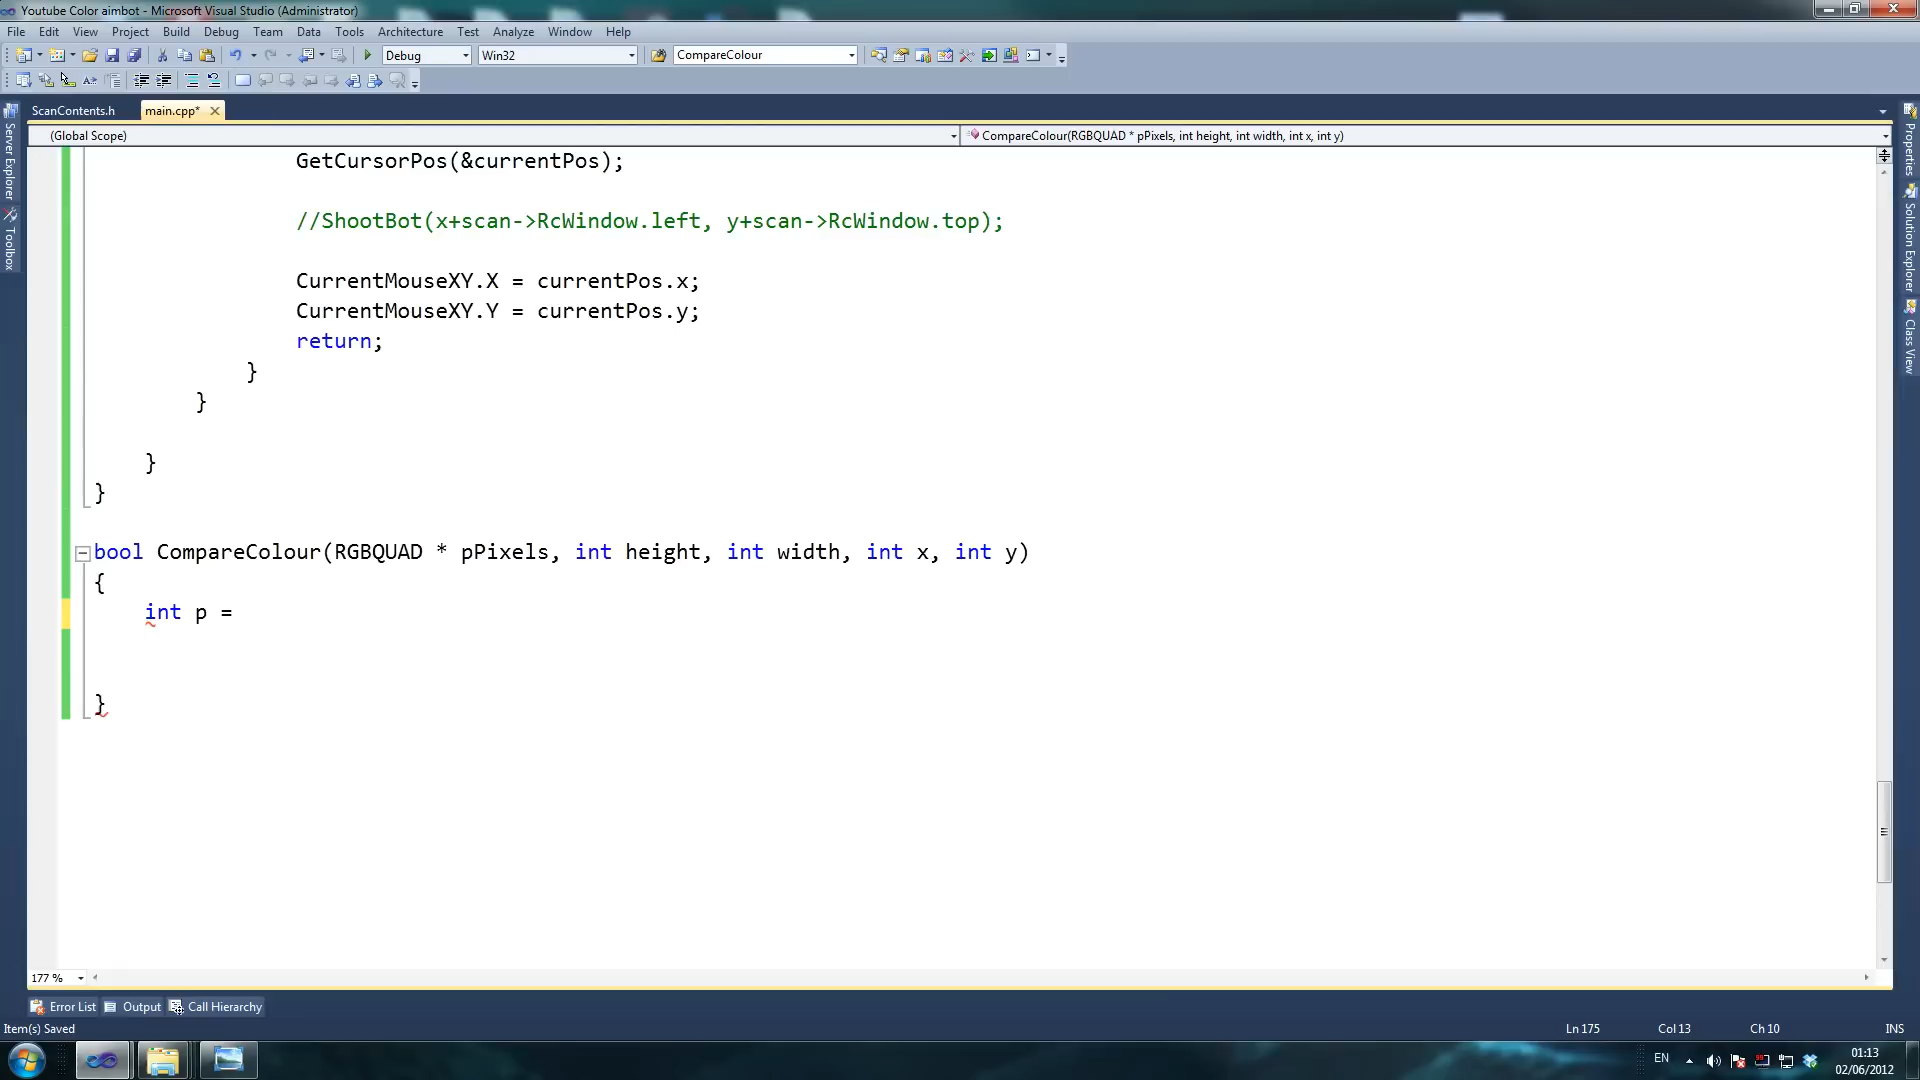 Youtube Color aimbot - Microsoft Visual Studio (Administrator)
File Edit View Project Build Debug Team Data Tools Architecture Test Analyze Window Help
Debug Win32 CompareColour
ScanContents.h main.cpp*
(Global Scope) CompareColour(RGBQUAD * pPixels, int height, int width, int x, int y)
Server Explorer
Toolbox
Properties
Solution Explorer
Class View
GetCursorPos(&currentPos);
//ShootBot(x+scan->RcWindow.left, y+scan->RcWindow.top);
CurrentMouseXY.X = currentPos.x;
CurrentMouseXY.Y = currentPos.y;
return;
}
}
}
}
bool CompareColour(RGBQUAD * pPixels, int height, int width, int x, int y)
{
int p =
}
177 %
Error List Output Call Hierarchy
Item(s) Saved Ln 175 Col 13 Ch 10 INS
EN 01:13
02/06/2012